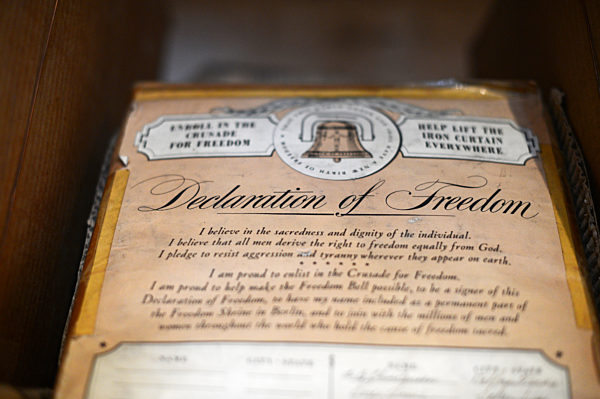 ENROLL IN THE
CRUSADE
FOR FREEDOM
HELP LIFT THE
IRON CURTAIN
EVERYWHERE
Declaration of Freedom
I believe in the sacredness and dignity of the individual.
I believe that all men derive the right to freedom equally from God.
I pledge to resist aggression and tyranny wherever they appear on earth.
I am proud to enlist in the Crusade for Freedom.
I am proud to help make the Freedom Bell possible, to be a signer of this
Declaration of Freedom, to have my name included as a permanent part of
the Freedom Shrine in Berlin, and to join with the millions of men and
women throughout the world who hold the cause of freedom sacred.